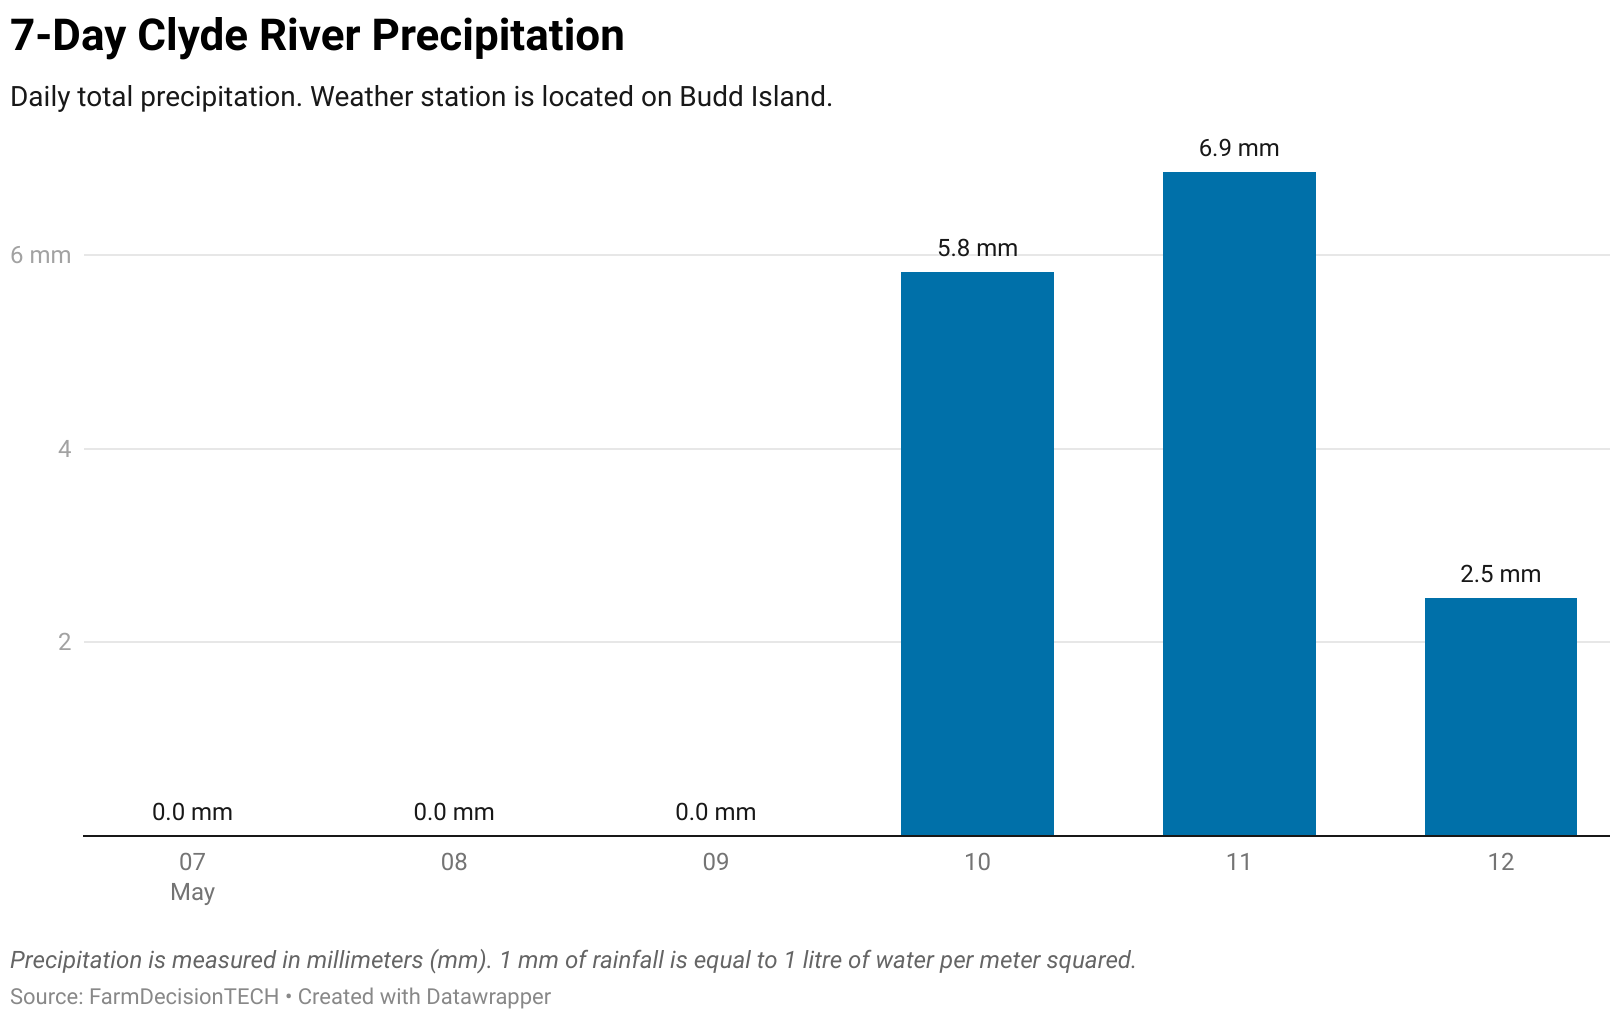 7-Day Clyde River Precipitation
Daily total precipitation. Weather station is located on Budd Island.
6.9 mm
6 mm
5.8 mm
4
2.5 mm
2
0.0 mm 0.0 mm 0.0 mm
07 08 09 10 11 12
May
Precipitation is measured in millimeters (mm). 1 mm of rainfall is equal to 1 litre of water per meter squared.
Source: FarmDecisionTECH • Created with Datawrapper